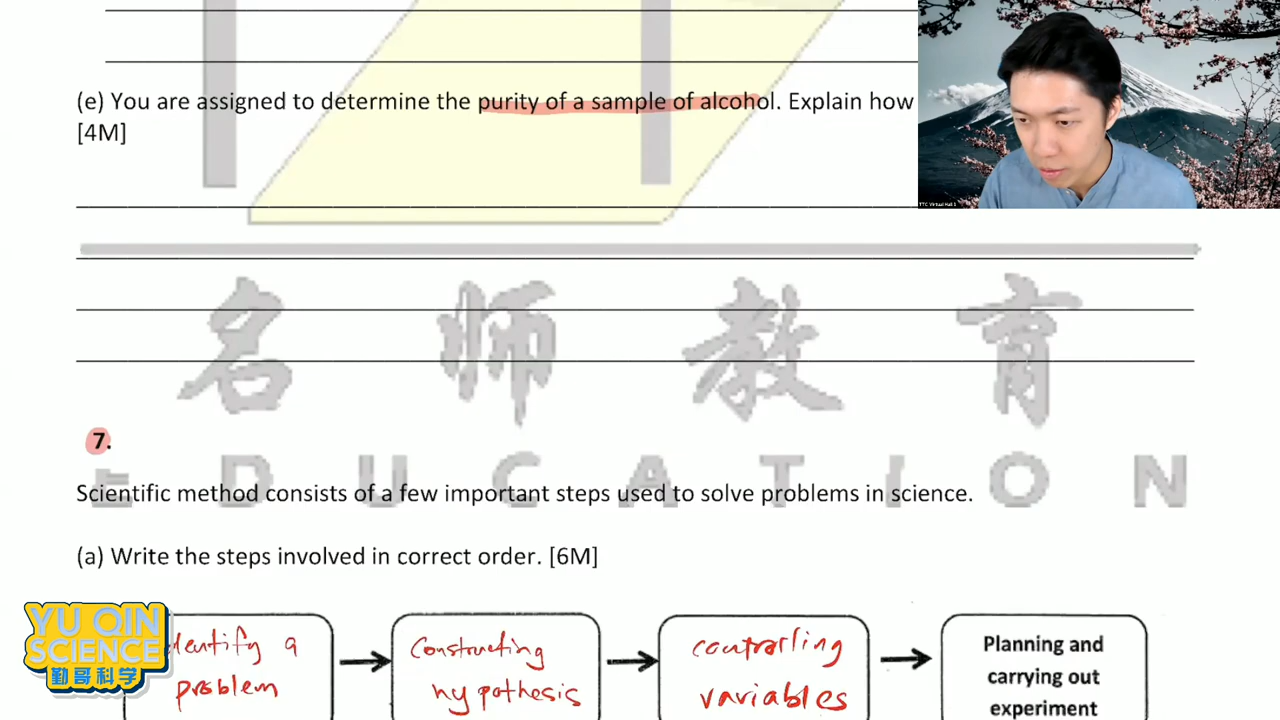 (e) You are assigned to determine the purity of a sample of alcohol. Explain how
[4M]
名 师 教 育
7.
EDUCATION
Scientific method consists of a few important steps used to solve problems in science.
(a) Write the steps involved in correct order. [6M]
YU QIN
SCIENCE
勤哥科学
dentify a
problem
Constructing
hypothesis
controlling
variables
Planning and
carrying out
experiment